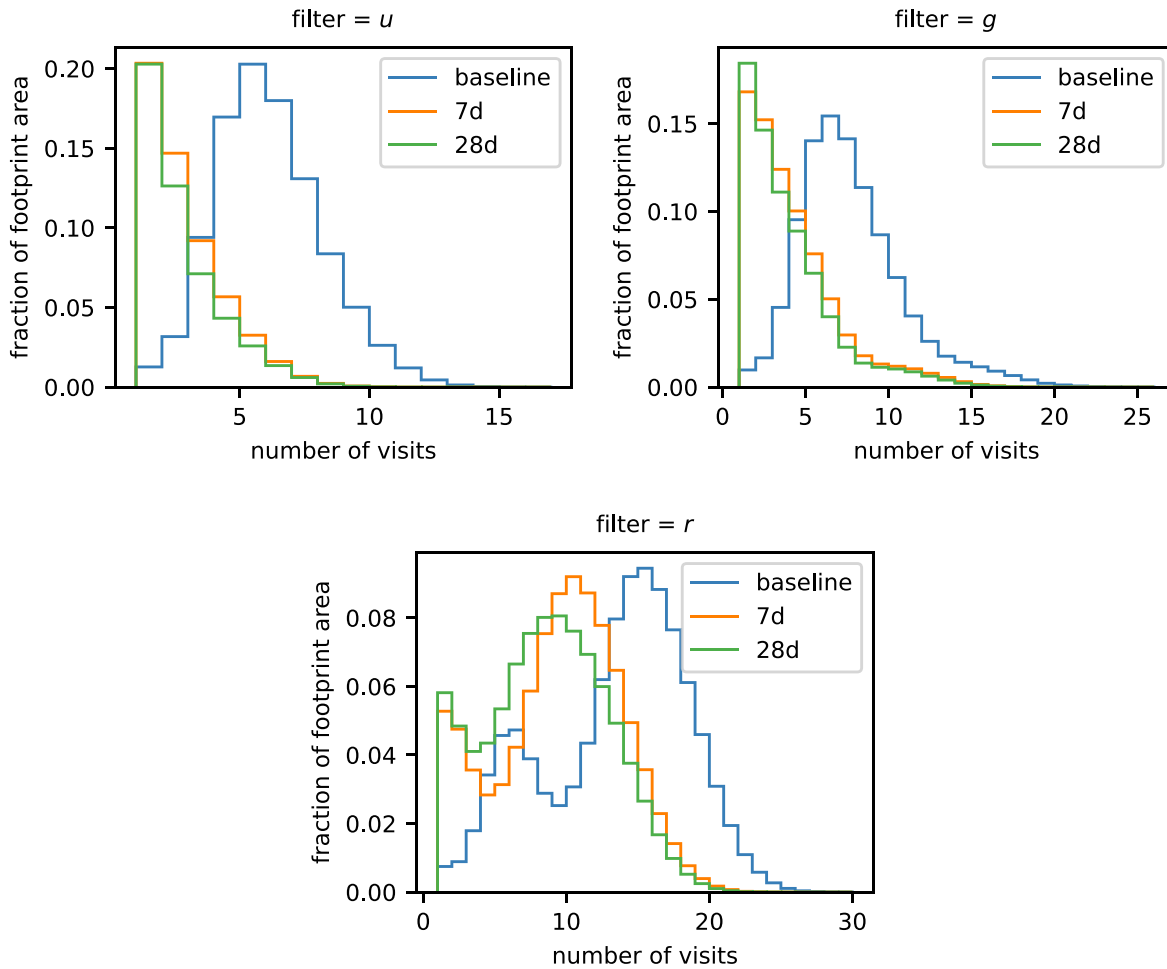 filter = u
fraction of footprint area
0.20
0.15
0.10
0.05
0.00
baseline
7d
28d
5 10 15
number of visits
filter = g
fraction of footprint area
0.15
0.10
0.05
0.00
baseline
7d
28d
0 5 10 15 20 25
number of visits
filter = r
fraction of footprint area
0.08
0.06
0.04
0.02
0.00
baseline
7d
28d
0 10 20 30
number of visits